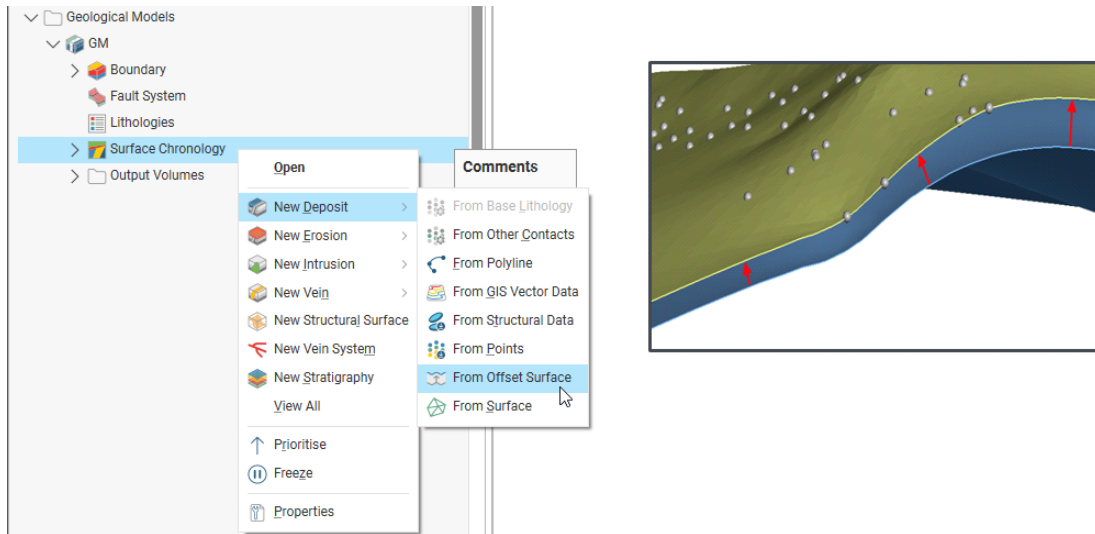 Geological Models
GM
Boundary
Fault System
Lithologies
Surface Chronology
Output Volumes
Open
New Deposit
New Erosion
New Intrusion
New Vein
New Structural Surface
New Vein System
New Stratigraphy
View All
Prioritise
Freeze
Properties
Comments
From Base Lithology
From Other Contacts
From Polyline
From GIS Vector Data
From Structural Data
From Points
From Offset Surface
From Surface